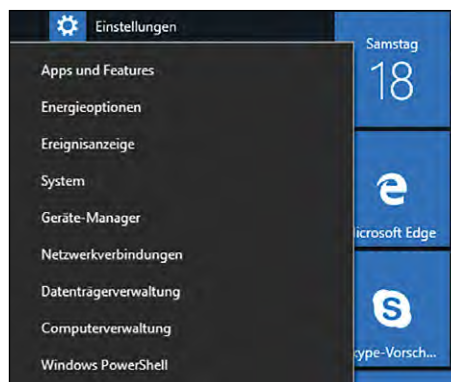 Einstellungen
Samstag
18
Apps und Features
Energieoptionen
Ereignisanzeige
System
Geräte-Manager
Netzwerkverbindungen
Datenträgerverwaltung
Computerverwaltung
Windows PowerShell
icrosoft Edge
kype-Vorsch...